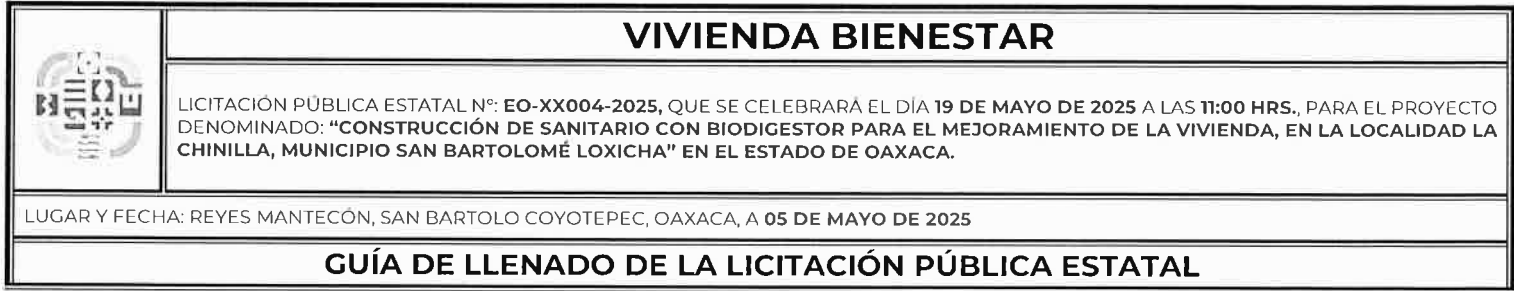 VIVIENDA BIENESTAR
LICITACIÓN PÚBLICA ESTATAL N°: EO-XX004-2025, QUE SE CELEBRARÁ EL DÍA 19 DE MAYO DE 2025 A LAS 11:00 HRS., PARA EL PROYECTO
DENOMINADO: "CONSTRUCCIÓN DE SANITARIO CON BIODIGESTOR PARA EL MEJORAMIENTO DE LA VIVIENDA, EN LA LOCALIDAD LA
CHINILLA, MUNICIPIO SAN BARTOLOMÉ LOXICHA" EN EL ESTADO DE OAXACA.
LUGAR Y FECHA: REYES MANTECÓN, SAN BARTOLO COYOTEPEC, OAXACA, A 05 DE MAYO DE 2025
GUÍA DE LLENADO DE LA LICITACIÓN PÚBLICA ESTATAL